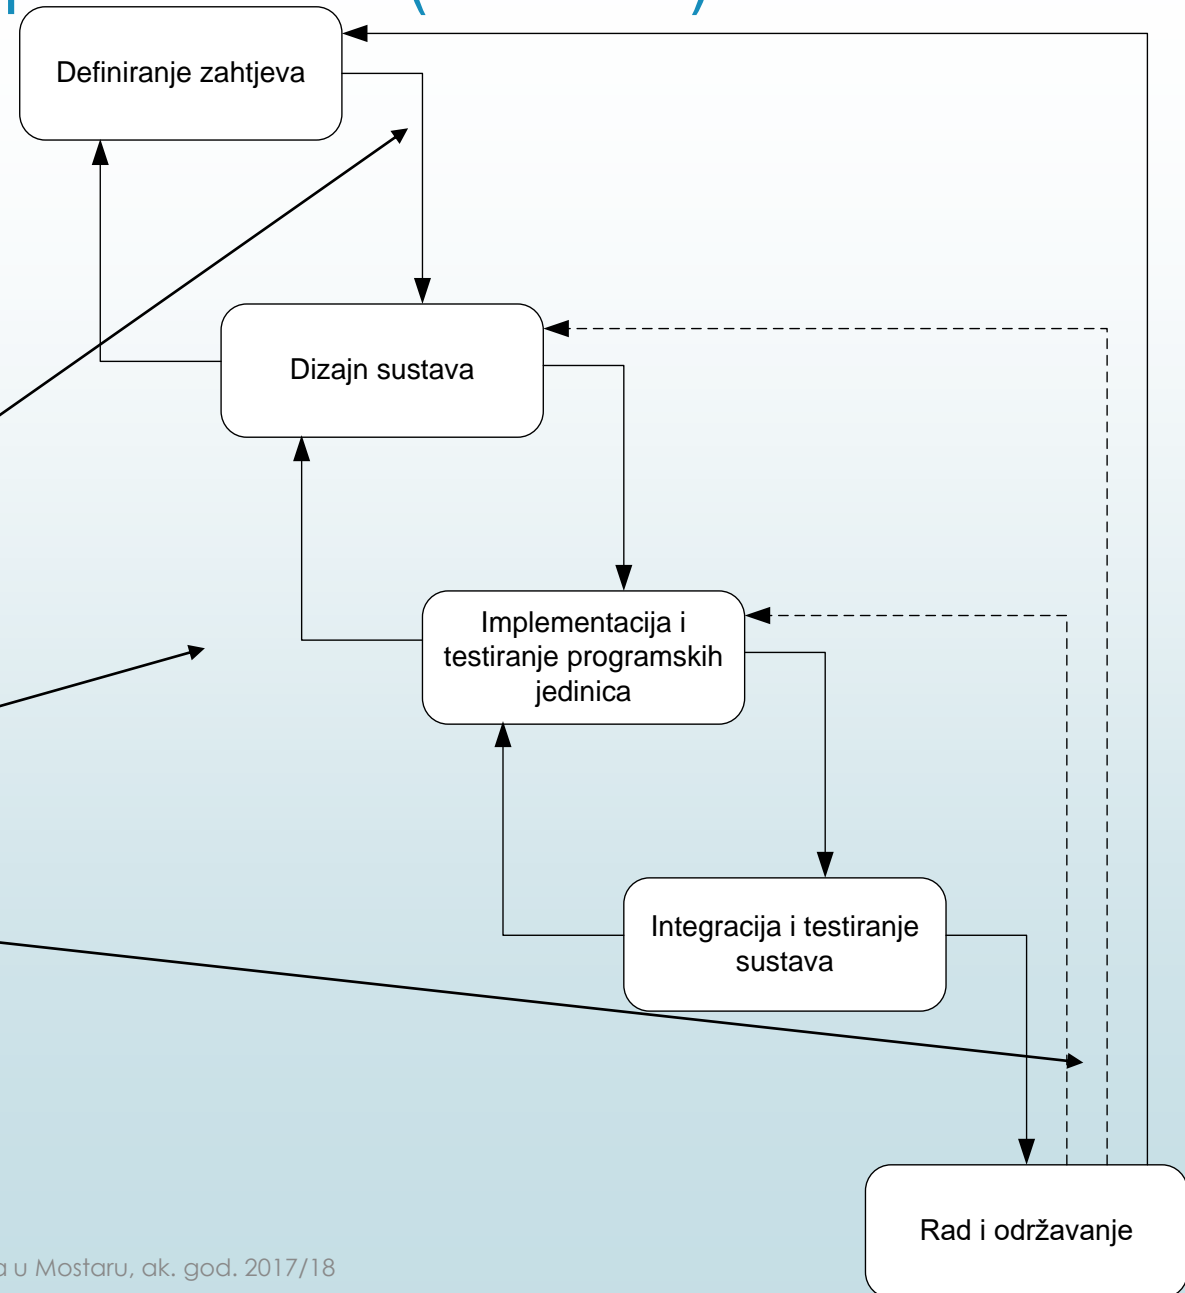 Definiranje zahtjeva
Dizajn sustava
Implementacija i
testiranje programskih
jedinica
Integracija i testiranje
sustava
Rad i održavanje
u Mostaru, ak. god. 2017/18